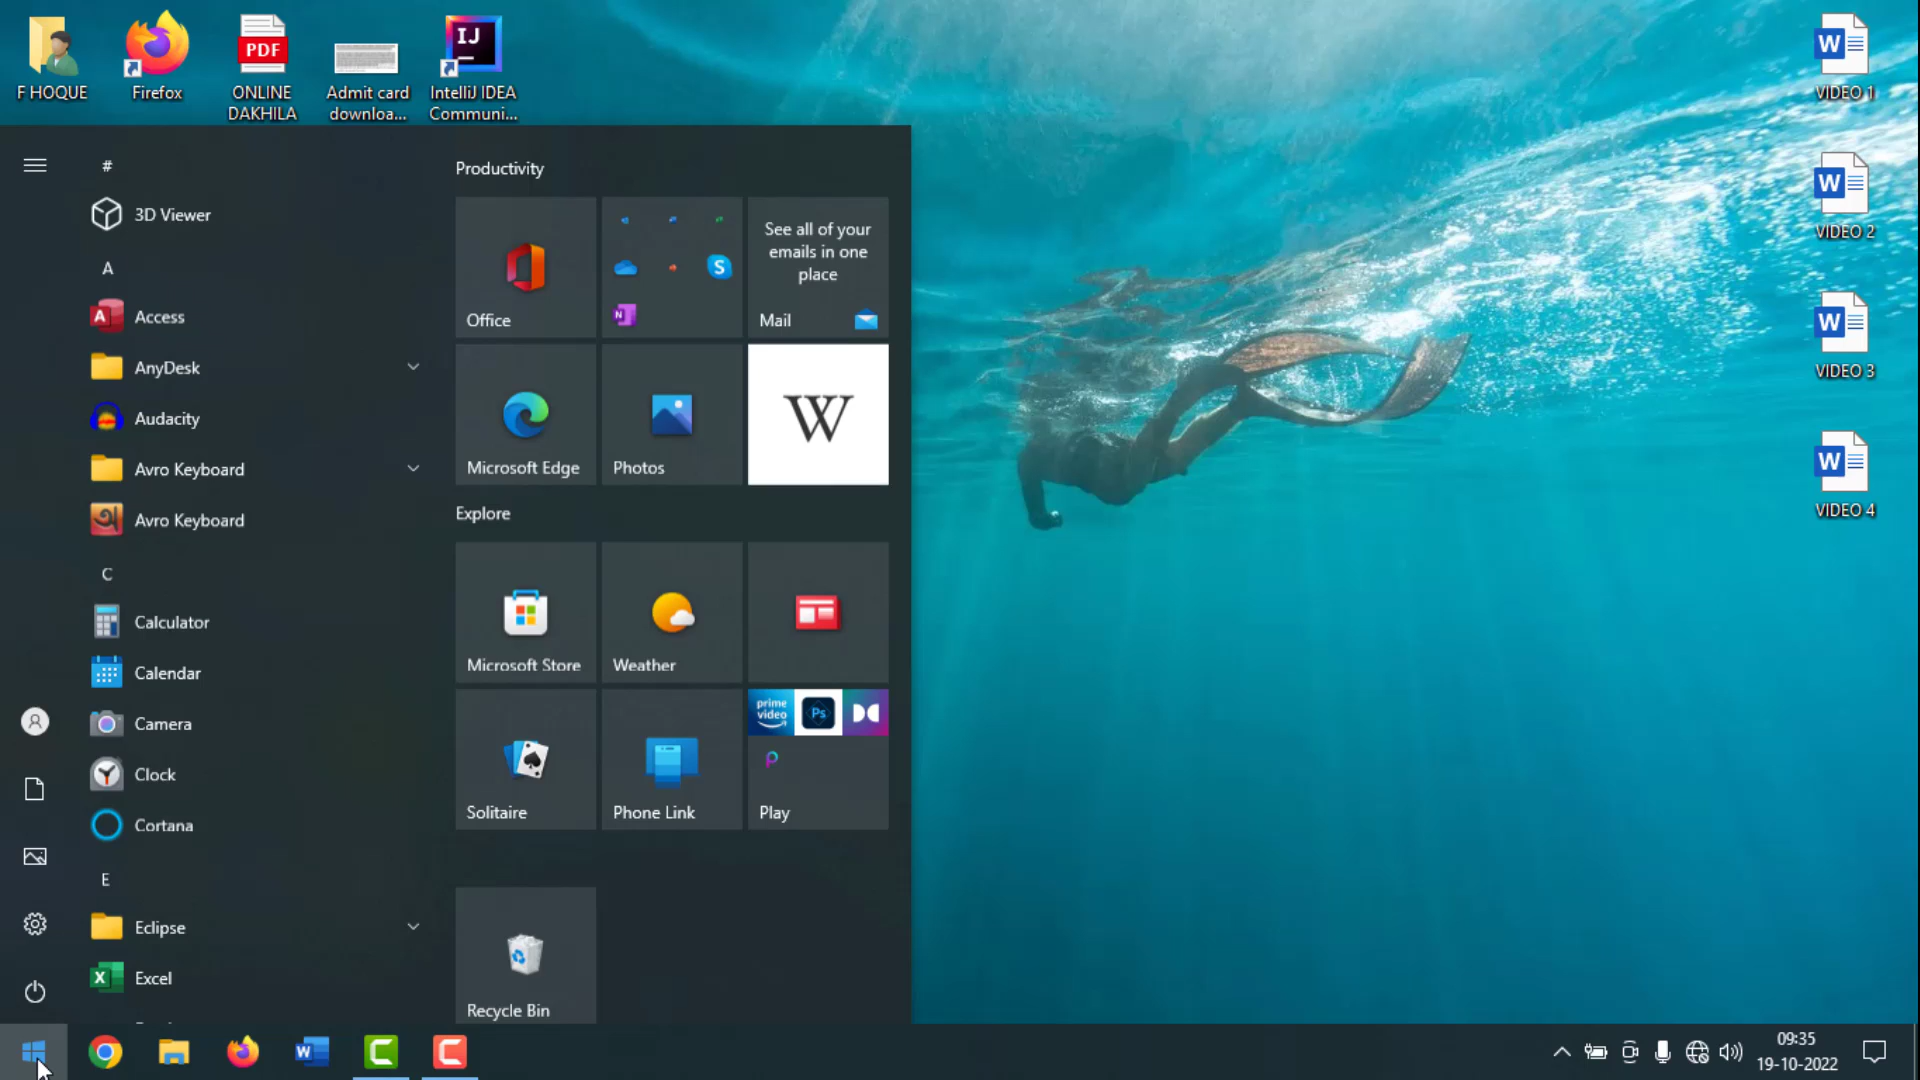 F HOQUE
Firefox
PDF
ONLINE
DAKHILA
Admit card
downloa...
IJ
IntelliJ IDEA
Communi...
W
VIDEO 1
W
VIDEO 2
W
VIDEO 3
W
VIDEO 4
#
3D Viewer
A
A
Access
AnyDesk
Audacity
Avro Keyboard
অ
Avro Keyboard
C
Calculator
Calendar
Camera
Clock
Cortana
E
Eclipse
X
Excel
Productivity
Office
S
N
See all of your
emails in one
place
Mail
Microsoft Edge
Photos
W
Explore
Microsoft Store
Weather
Solitaire
Phone Link
prime
video
Ps
Play
Recycle Bin
W
C
C
09:35
19-10-2022